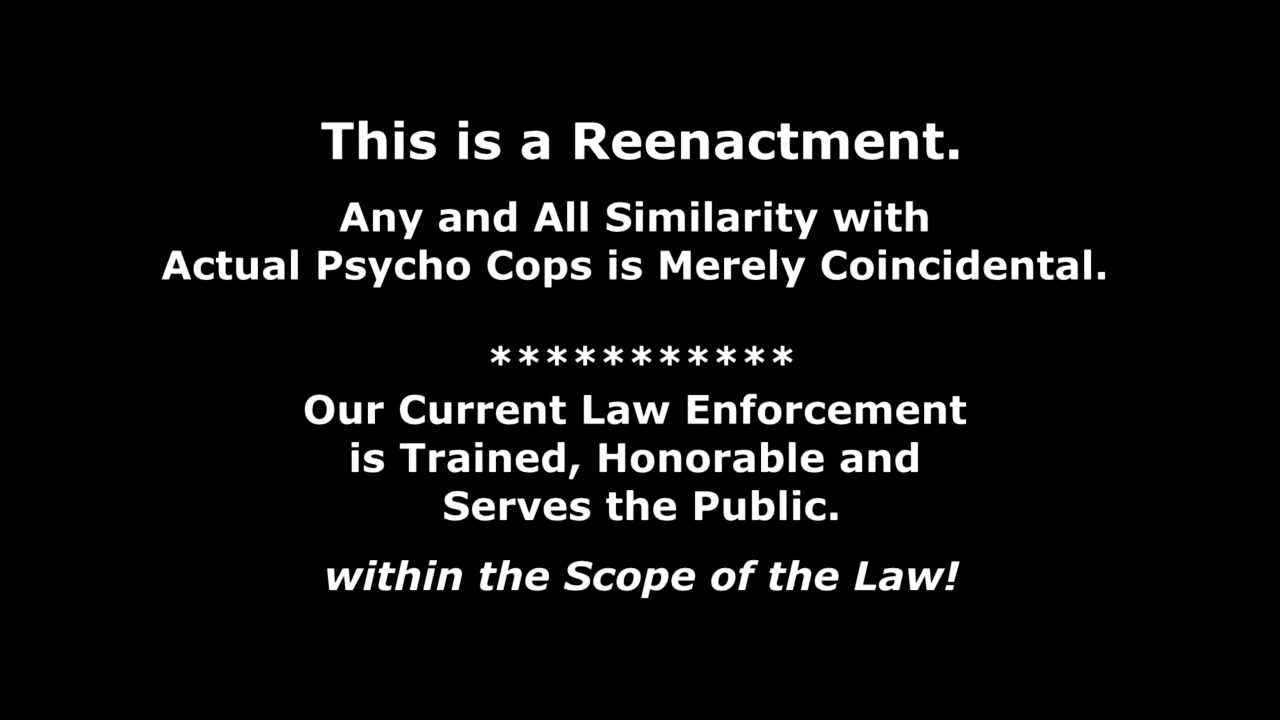 This is a Reenactment.
Any and All Similarity with
Actual Psycho Cops is Merely Coincidental.
***********
Our Current Law Enforcement
is Trained, Honorable and
Serves the Public.
within the Scope of the Law!